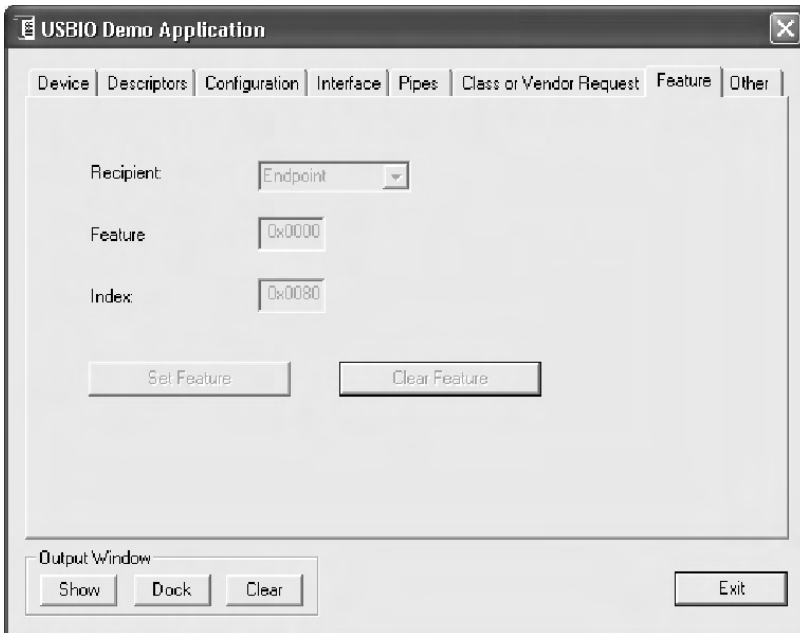 USBIO Demo Application
Device Descriptors Configuration Interface Pipes Class or Vendor Request Feature Other
Recipient: Endpoint
Feature 0x0000
Index: 0x0080
Set Feature Clear Feature
Output Window
Show Dock Clear Exit